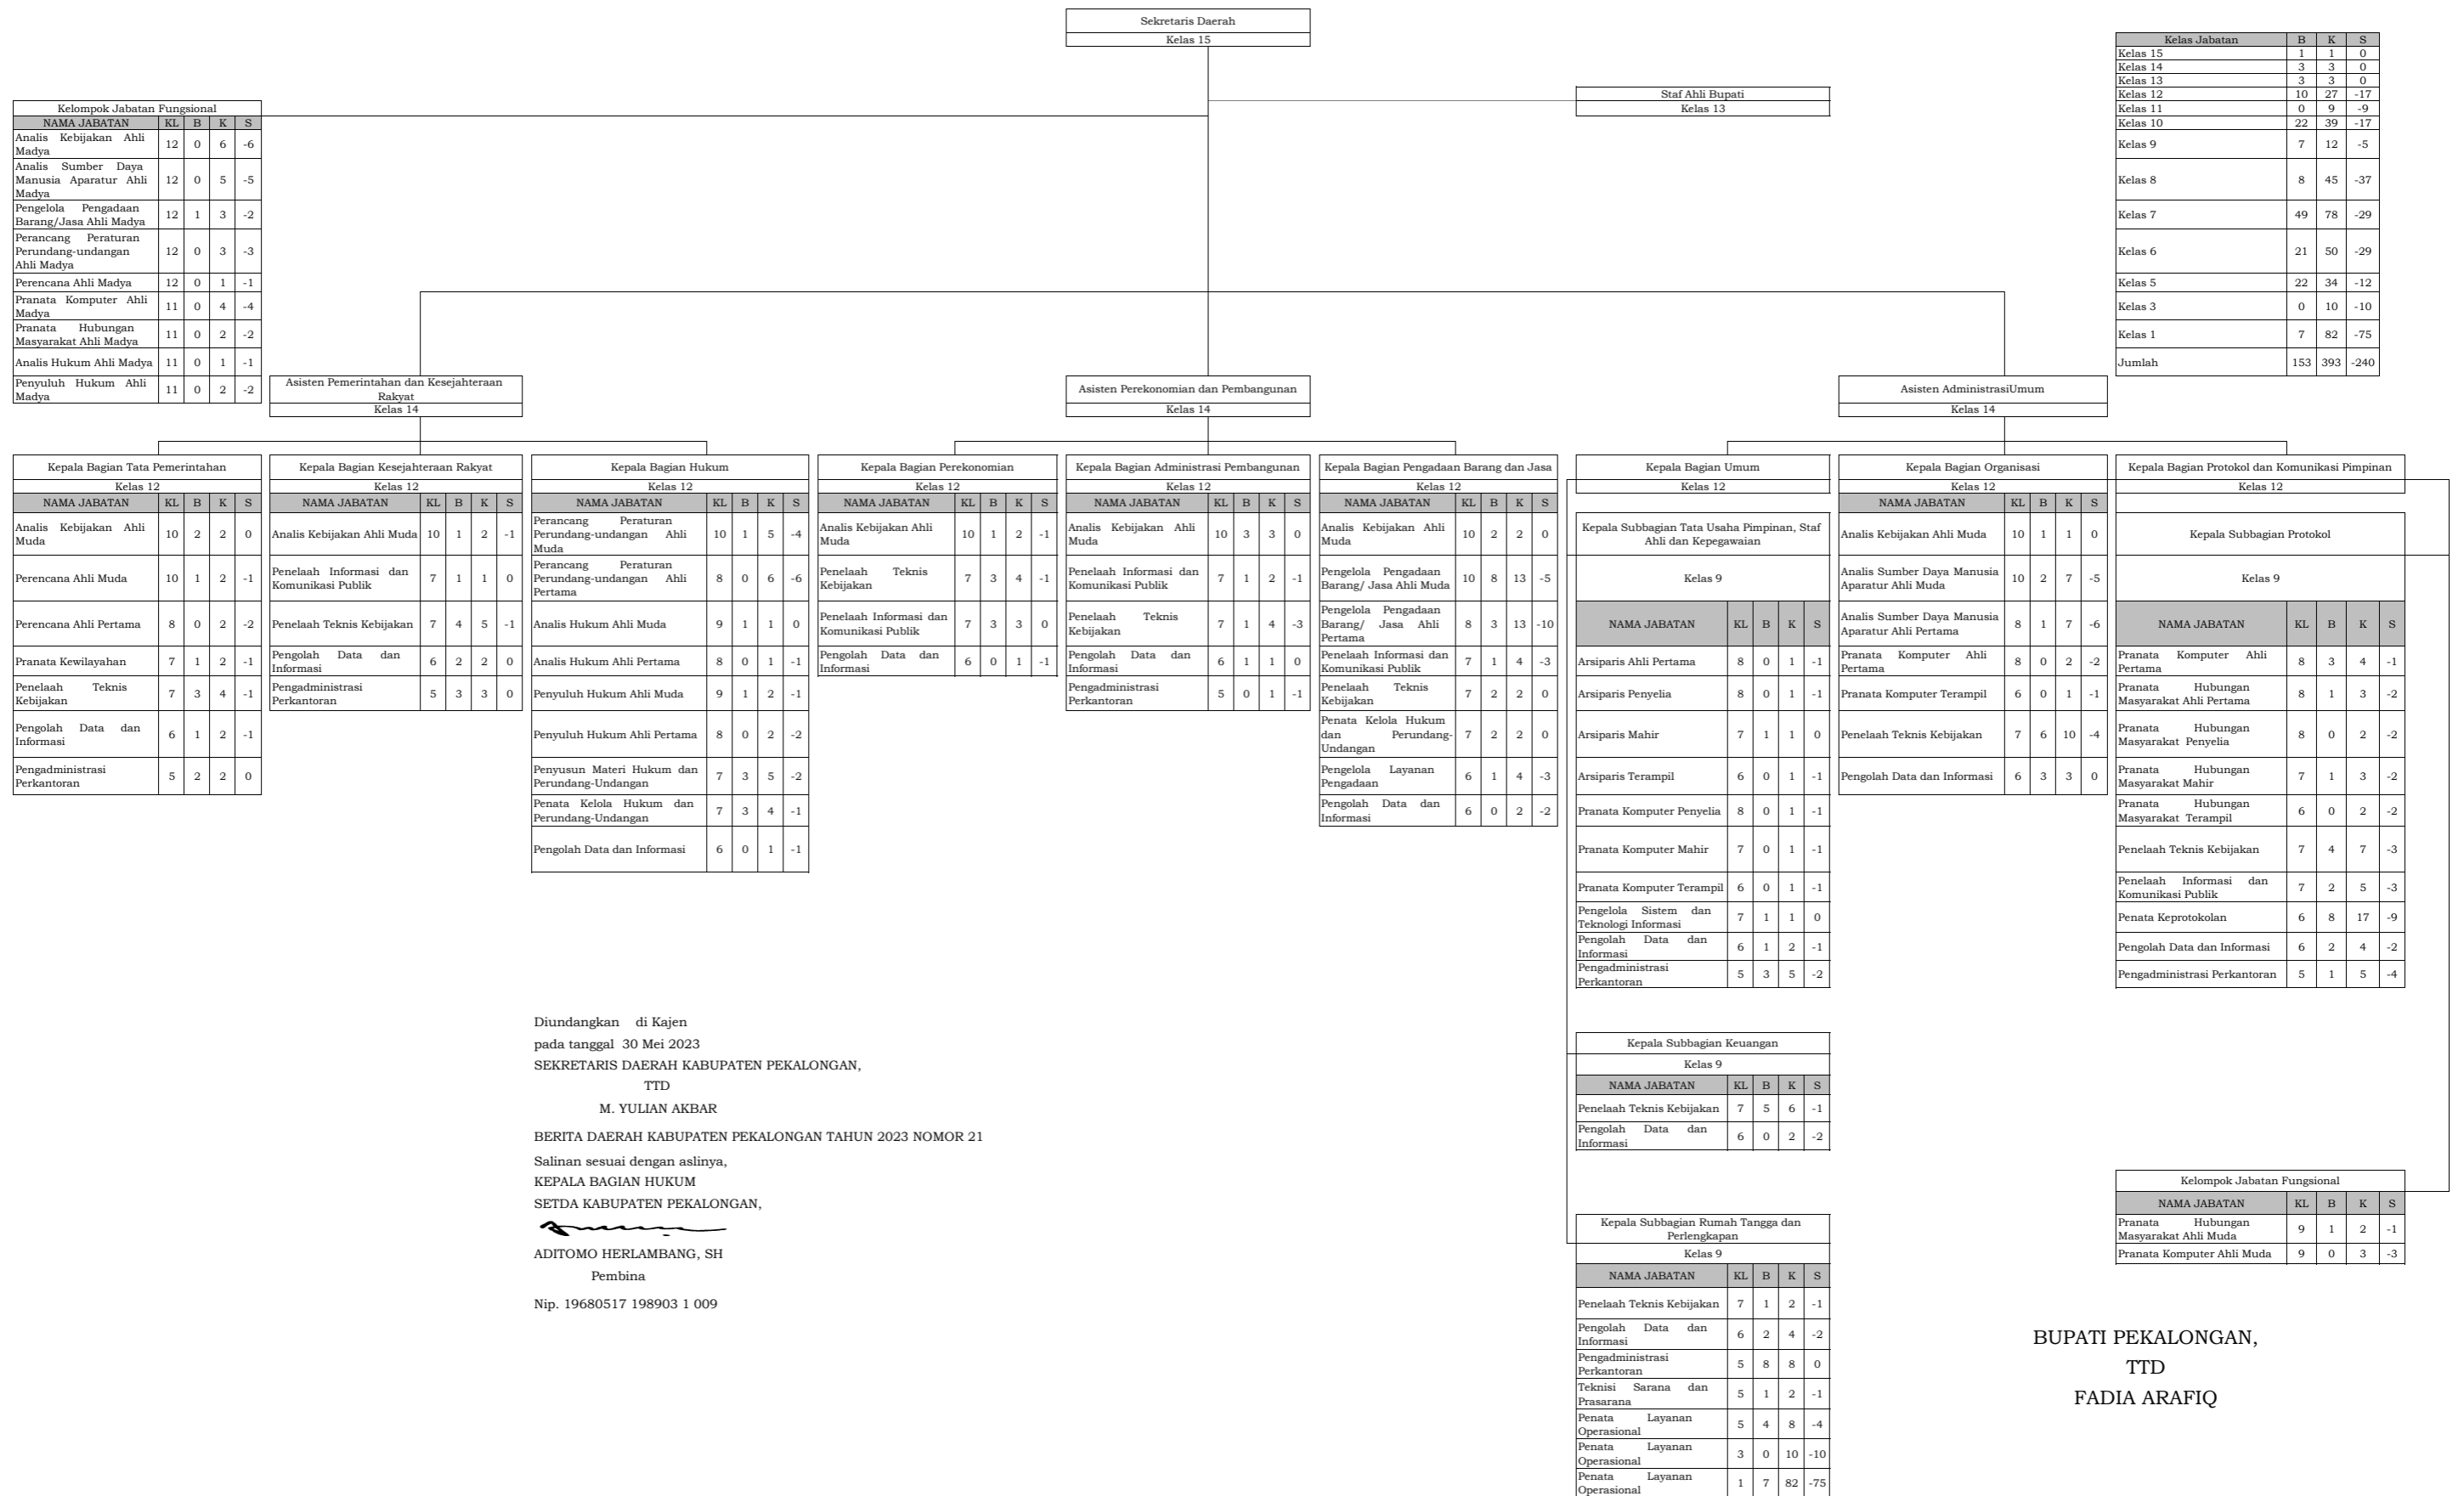 Sekretaris Daerah
Kelas 15
Kelas Jabatan B K S
Kelas 15 1 1 0
Kelas 14 3 3 0
Kelas 13 3 3 0
Kelas 12 10 27 -17
Kelas 11 0 9 -9
Kelas 10 22 39 -17
Kelas 9 7 12 -5
Kelas 8 8 45 -37
Kelas 7 49 78 -29
Kelas 6 21 50 -29
Kelas 5 22 34 -12
Kelas 3 0 10 -10
Kelas 1 7 82 -75
Jumlah 153 393 -240
Staf Ahli Bupati
Kelas 13
Kelompok Jabatan Fungsional
NAMA JABATAN KL B K S
Analis Kebijakan Ahli
Madya 12 0 6 -6
Analis Sumber Daya
Manusia Aparatur Ahli 12 0 5 -5
Madya
Pengelola Pengadaan
Barang/Jasa Ahli Madya 12 1 3 -2
Perancang Peraturan
Perundang-undangan 12 0 3 -3
Ahli Madya
Perencana Ahli Madya 12 0 1 -1
Pranata Komputer Ahli
Madya 11 0 4 -4
Pranata Hubungan
Masyarakat Ahli Madya 11 0 2 -2
Analis Hukum Ahli Madya 11 0 1 -1
Penyuluh Hukum Ahli
Madya 11 0 2 -2
Asisten Pemerintahan dan Kesejahteraan
Rakyat
Kelas 14
Asisten Perekonomian dan Pembangunan
Kelas 14
Asisten AdministrasiUmum
Kelas 14
Kepala Bagian Tata Pemerintahan
Kelas 12
NAMA JABATAN KL B K S
Analis Kebijakan Ahli
Muda 10 2 2 0
Perencana Ahli Muda 10 1 2 -1
Perencana Ahli Pertama 8 0 2 -2
Pranata Kewilayahan 7 1 2 -1
Penelaah Teknis
Kebijakan 7 3 4 -1
Pengolah Data dan
Informasi 6 1 2 -1
Pengadministrasi
Perkantoran 5 2 2 0
Kepala Bagian Kesejahteraan Rakyat
Kelas 12
NAMA JABATAN KL B K S
Analis Kebijakan Ahli Muda 10 1 2 -1
Penelaah Informasi dan
Komunikasi Publik 7 1 1 0
Penelaah Teknis Kebijakan 7 4 5 -1
Pengolah Data dan
Informasi 6 2 2 0
Pengadministrasi
Perkantoran 5 3 3 0
Kepala Bagian Hukum
Kelas 12
NAMA JABATAN KL B K S
Perancang Peraturan
Perundang-undangan Ahli 10 1 5 -4
Muda
Perancang Peraturan
Perundang-undangan Ahli 8 0 6 -6
Pertama
Analis Hukum Ahli Muda 9 1 1 0
Analis Hukum Ahli Pertama 8 0 1 -1
Penyuluh Hukum Ahli Muda 9 1 2 -1
Penyuluh Hukum Ahli Pertama 8 0 2 -2
Penyusun Materi Hukum dan
Perundang-Undangan 7 3 5 -2
Penata Kelola Hukum dan
Perundang-Undangan 7 3 4 -1
Pengolah Data dan Informasi 6 0 1 -1
Kepala Bagian Perekonomian
Kelas 12
NAMA JABATAN KL B K S
Analis Kebijakan Ahli
Muda 10 1 2 -1
Penelaah Teknis
Kebijakan 7 3 4 -1
Penelaah Informasi dan
Komunikasi Publik 7 3 3 0
Pengolah Data dan
Informasi 6 0 1 -1
Kepala Bagian Administrasi Pembangunan
Kelas 12
NAMA JABATAN KL B K S
Analis Kebijakan Ahli
Muda 10 3 3 0
Penelaah Informasi dan
Komunikasi Publik 7 1 2 -1
Penelaah Teknis
Kebijakan 7 1 4 -3
Pengolah Data dan
Informasi 6 1 1 0
Pengadministrasi
Perkantoran 5 0 1 -1
Kepala Bagian Pengadaan Barang dan Jasa
Kelas 12
NAMA JABATAN KL B K S
Analis Kebijakan Ahli
Muda 10 2 2 0
Pengelola Pengadaan
Barang/ Jasa Ahli Muda 10 8 13 -5
Pengelola Pengadaan
Barang/ Jasa Ahli 8 3 13 -10
Pertama
Penelaah Informasi dan
Komunikasi Publik 7 1 4 -3
Penelaah Teknis
Kebijakan 7 2 2 0
Penata Kelola Hukum
dan Perundang- 7 2 2 0
Undangan
Pengelola Layanan
Pengadaan 6 1 4 -3
Pengolah Data dan
Informasi 6 0 2 -2
Kepala Bagian Umum
Kelas 12
Kepala Subbagian Tata Usaha Pimpinan, Staf
Ahli dan Kepegawaian
Kelas 9
NAMA JABATAN KL B K S
Arsiparis Ahli Pertama 8 0 1 -1
Arsiparis Penyelia 8 0 1 -1
Arsiparis Mahir 7 1 1 0
Arsiparis Terampil 6 0 1 -1
Pranata Komputer Penyelia 8 0 1 -1
Pranata Komputer Mahir 7 0 1 -1
Pranata Komputer Terampil 6 0 1 -1
Pengelola Sistem dan
Teknologi Informasi 7 1 1 0
Pengolah Data dan
Informasi 6 1 2 -1
Pengadministrasi
Perkantoran 5 3 5 -2
Kepala Bagian Organisasi
Kelas 12
NAMA JABATAN KL B K S
Analis Kebijakan Ahli Muda 10 1 1 0
Analis Sumber Daya Manusia
Aparatur Ahli Muda 10 2 7 -5
Analis Sumber Daya Manusia
Aparatur Ahli Pertama 8 1 7 -6
Pranata Komputer Ahli
Pertama 8 0 2 -2
Pranata Komputer Terampil 6 0 1 -1
Penelaah Teknis Kebijakan 7 6 10 -4
Pengolah Data dan Informasi 6 3 3 0
Kepala Bagian Protokol dan Komunikasi Pimpinan
Kelas 12
Kepala Subbagian Protokol
Kelas 9
NAMA JABATAN KL B K S
Pranata Komputer Ahli
Pertama 8 3 4 -1
Pranata Hubungan
Masyarakat Ahli Pertama 8 1 3 -2
Pranata Hubungan
Masyarakat Penyelia 8 0 2 -2
Pranata Hubungan
Masyarakat Mahir 7 1 3 -2
Pranata Hubungan
Masyarakat Terampil 6 0 2 -2
Penelaah Teknis Kebijakan 7 4 7 -3
Penelaah Informasi dan
Komunikasi Publik 7 2 5 -3
Penata Keprotokolan 6 8 17 -9
Pengolah Data dan Informasi 6 2 4 -2
Pengadministrasi Perkantoran 5 1 5 -4
Diundangkan di Kajen
pada tanggal 30 Mei 2023
SEKRETARIS DAERAH KABUPATEN PEKALONGAN,
TTD
M. YULIAN AKBAR
BERITA DAERAH KABUPATEN PEKALONGAN TAHUN 2023 NOMOR 21
Salinan sesuai dengan aslinya,
KEPALA BAGIAN HUKUM
SETDA KABUPATEN PEKALONGAN,
ADITOMO HERLAMBANG, SH
Pembina
Nip. 19680517 198903 1 009
Kepala Subbagian Keuangan
Kelas 9
NAMA JABATAN KL B K S
Penelaah Teknis Kebijakan 7 5 6 -1
Pengolah Data dan
Informasi 6 0 2 -2
Kepala Subbagian Rumah Tangga dan
Perlengkapan
Kelas 9
NAMA JABATAN KL B K S
Penelaah Teknis Kebijakan 7 1 2 -1
Pengolah Data dan
Informasi 6 2 4 -2
Pengadministrasi
Perkantoran 5 8 8 0
Teknisi Sarana dan
Prasarana 5 1 2 -1
Penata Layanan
Operasional 5 4 8 -4
Penata Layanan
Operasional 3 0 10 -10
Penata Layanan
Operasional 1 7 82 -75
Kelompok Jabatan Fungsional
NAMA JABATAN KL B K S
Pranata Hubungan
Masyarakat Ahli Muda 9 1 2 -1
Pranata Komputer Ahli Muda 9 0 3 -3
BUPATI PEKALONGAN,
TTD
FADIA ARAFIQ